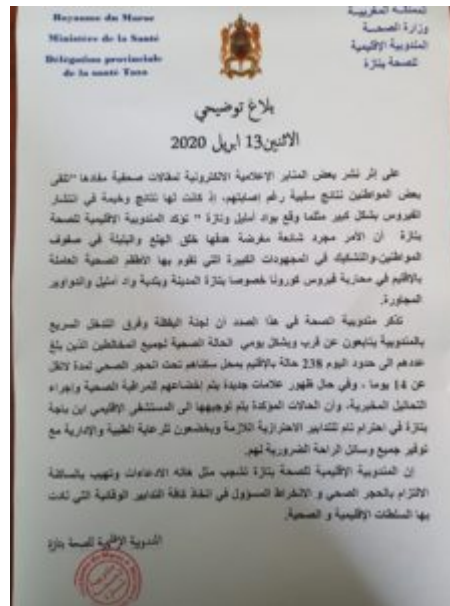 Royaume du Maroc
Ministère de la Santé
Délégation provinciale
de la santé Taza
المملكة المغربية
وزارة الصحة
المندوبية الإقليمية
للصحة بتازة
بلاغ توضيحي
الاثنين 13 ابريل 2020
على إثر نشر بعض المنابر الإعلامية الالكترونية لمقالات صحفية مفادها "تلقى
بعض المواطنين نتائج سلبية رغم إصابتهم، إذ كانت لها نتائج وخيمة في انتشار
الفيروس بشكل كبير مثلما وقع بواد أمليل وتازة " تؤكد المندوبية الإقليمية للصحة
بتازة أن الأمر مجرد شائعة مغرضة هدفها خلق الهلع والبلبلة في صفوف
المواطنين والتشكيك في المجهودات الكبيرة التي تقوم بها الأطقم الصحية العاملة
بالإقليم في محاربة فيروس كورونا خصوصا بتازة المدينة وبلدية واد أمليل والدواوير
المجاورة.
تذكر مندوبية الصحة في هذا الصدد أن لجنة اليقظة وفرق التدخل السريع
بالمندوبية يتابعون عن قرب وبشكل يومي الحالة الصحية لجميع المخالطين الذين بلغ
عددهم الى حدود اليوم 238 حالة بالإقليم بمحل سكناهم تحت الحجر الصحي لمدة لاتقل
عن 14 يوما ، وفي حال ظهور علامات جديدة يتم إخضاعهم للمراقبة الصحية وإجراء
التحاليل المخبرية، وأن الحالات المؤكدة يتم توجيهها الى المستشفى الإقليمي ابن باجة
بتازة في احترام تام للتدابير الاحترازية اللازمة ويخضعون للرعاية الطبية والإدارية مع
توفير جميع وسائل الراحة الضرورية لهم.
إن المندوبية الإقليمية للصحة بتازة تشجب مثل هاته الادعاءات وتهيب بالساكنة
الالتزام بالحجر الصحي و الانخراط المسؤول في اتخاذ كافة التدابير الوقائية التي نادت
بها السلطات الإقليمية و الصحية.
المندوبية الإقليمية للصحة بتازة